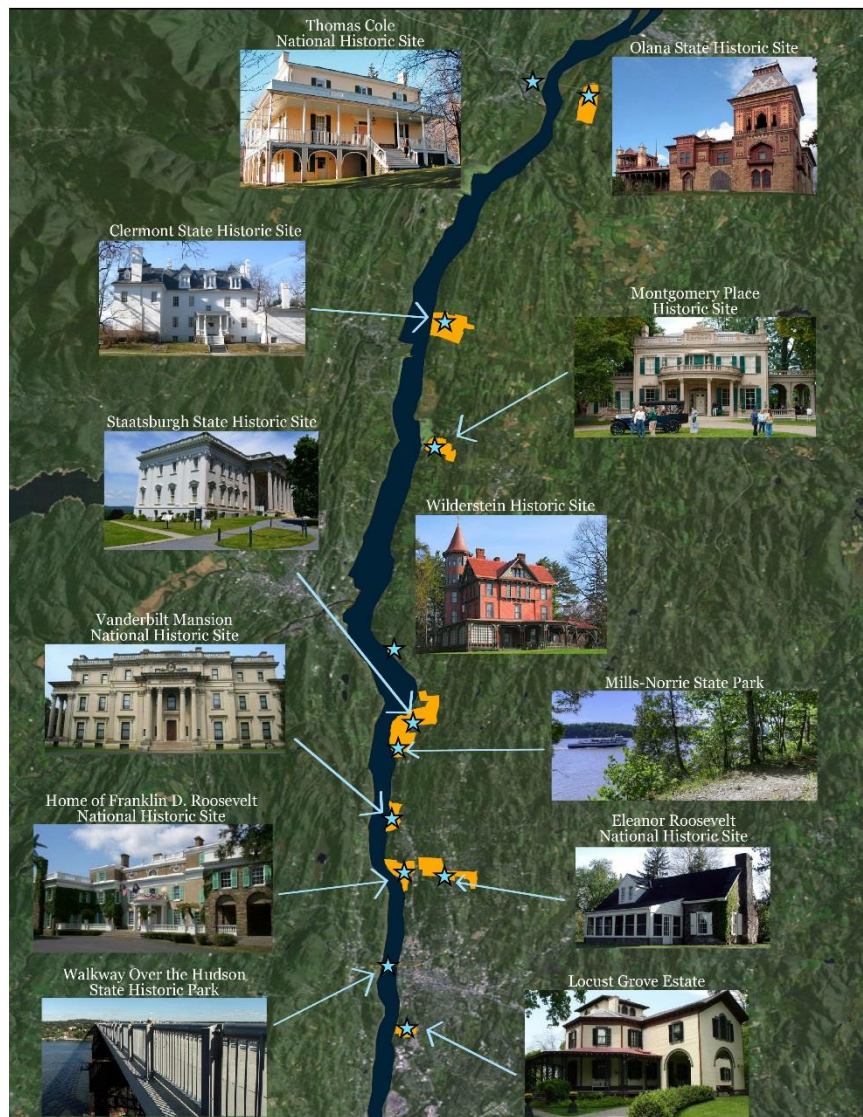 Thomas Cole
National Historic Site
Olana State Historic Site
Clermont State Historic Site
Montgomery Place
Historic Site
Staatsburgh State Historic Site
Wilderstein Historic Site
Vanderbilt Mansion
National Historic Site
Mills-Norrie State Park
Home of Franklin D. Roosevelt
National Historic Site
Eleanor Roosevelt
National Historic Site
Walkway Over the Hudson
State Historic Park
Locust Grove Estate